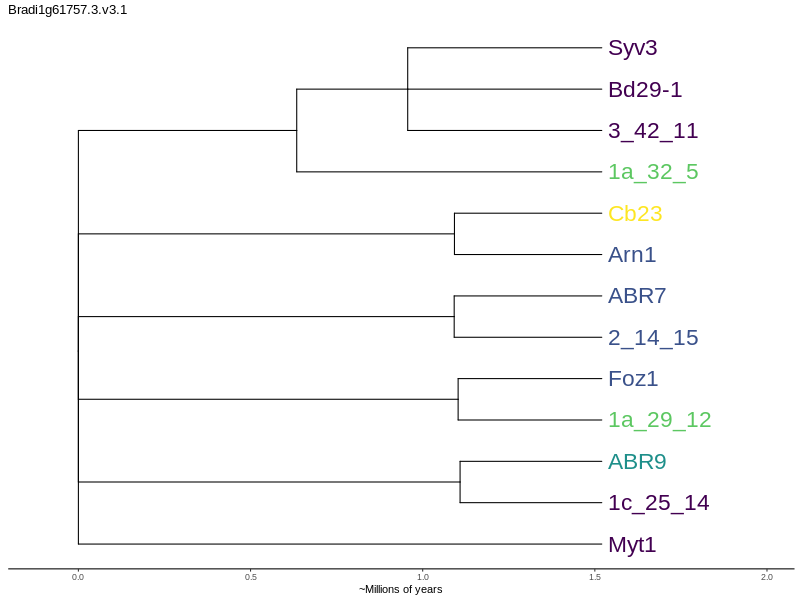 Bradi1g61757.3.v3.1
Syv3
Bd29-1
3_42_11
1a_32_5
Cb23
Arn1
ABR7
2_14_15
Foz1
1a_29_12
ABR9
1c_25_14
Myt1
0.0 0.5 1.0 1.5 2.0
~Millions of years